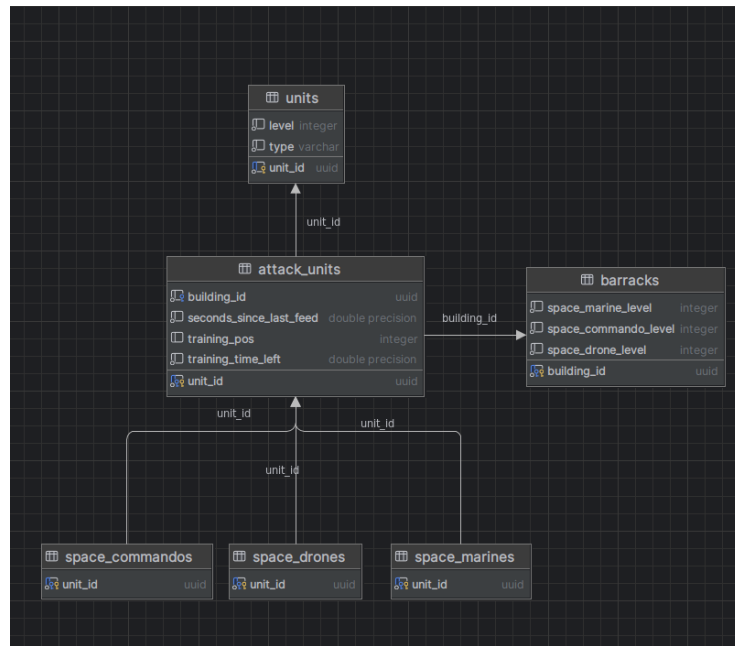 units
level integer
type varchar
unit_id uuid
unit_id
attack_units
building_id uuid
seconds_since_last_feed double precision
training_pos integer
training_time_left double precision
unit_id uuid
building_id
barracks
space_marine_level integer
space_commando_level integer
space_drone_level integer
building_id uuid
unit_id
unit_id
unit_id
space_commandos
unit_id uuid
space_drones
unit_id uuid
space_marines
unit_id uuid